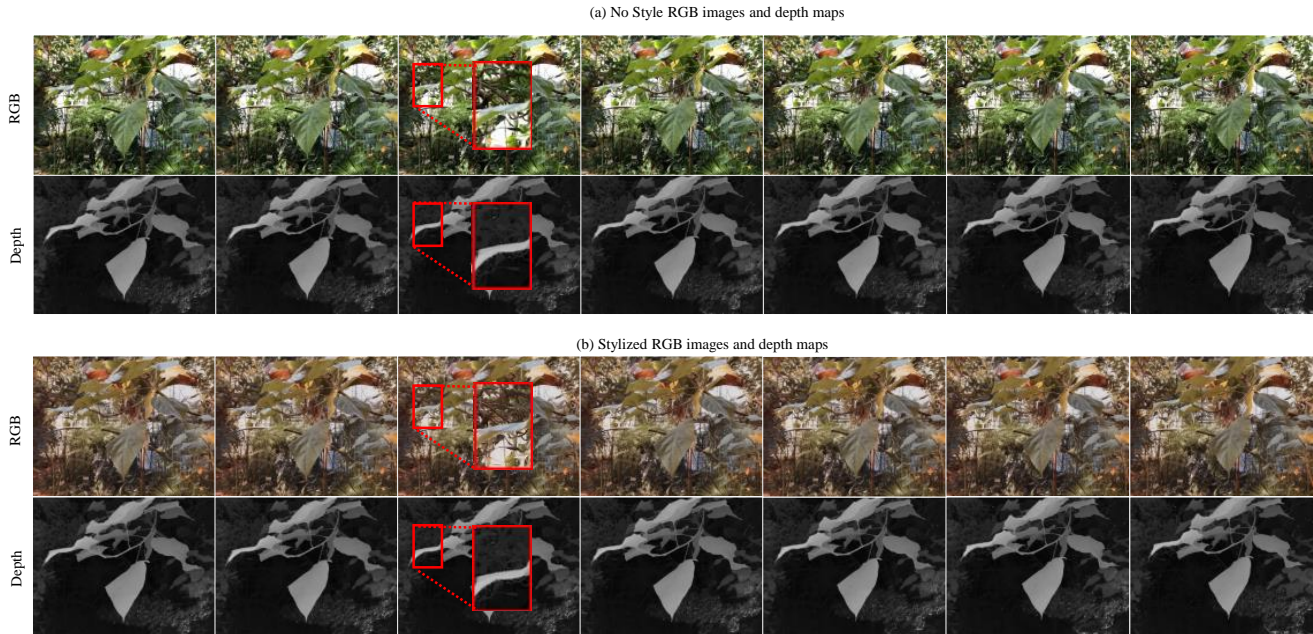 (a) No Style RGB images and depth maps
RGB
Depth
(b) Stylized RGB images and depth maps
RGB
Depth